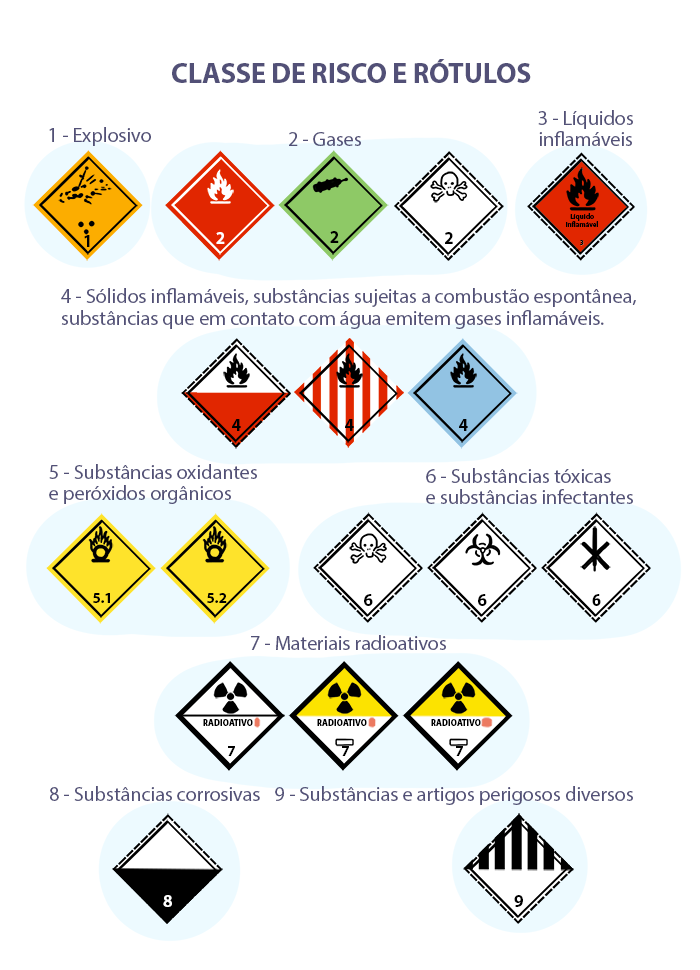 CLASSE DE RISCO E RÓTULOS
1 - Explosivo
2 - Gases
3 - Líquidos
inflamáveis
1
2
2
2
Líquido
Inflamável
3
4 - Sólidos inflamáveis, substâncias sujeitas a combustão espontânea,
substâncias que em contato com água emitem gases inflamáveis.
4
4
4
5 - Substâncias oxidantes
e peróxidos orgânicos
6 - Substâncias tóxicas
e substâncias infectantes
5.1
5.2
6
6
6
7 - Materiais radioativos
RADIOATIVO
7
RADIOATIVO
7
RADIOATIVO
7
8 - Substâncias corrosivas
9 - Substâncias e artigos perigosos diversos
8
9